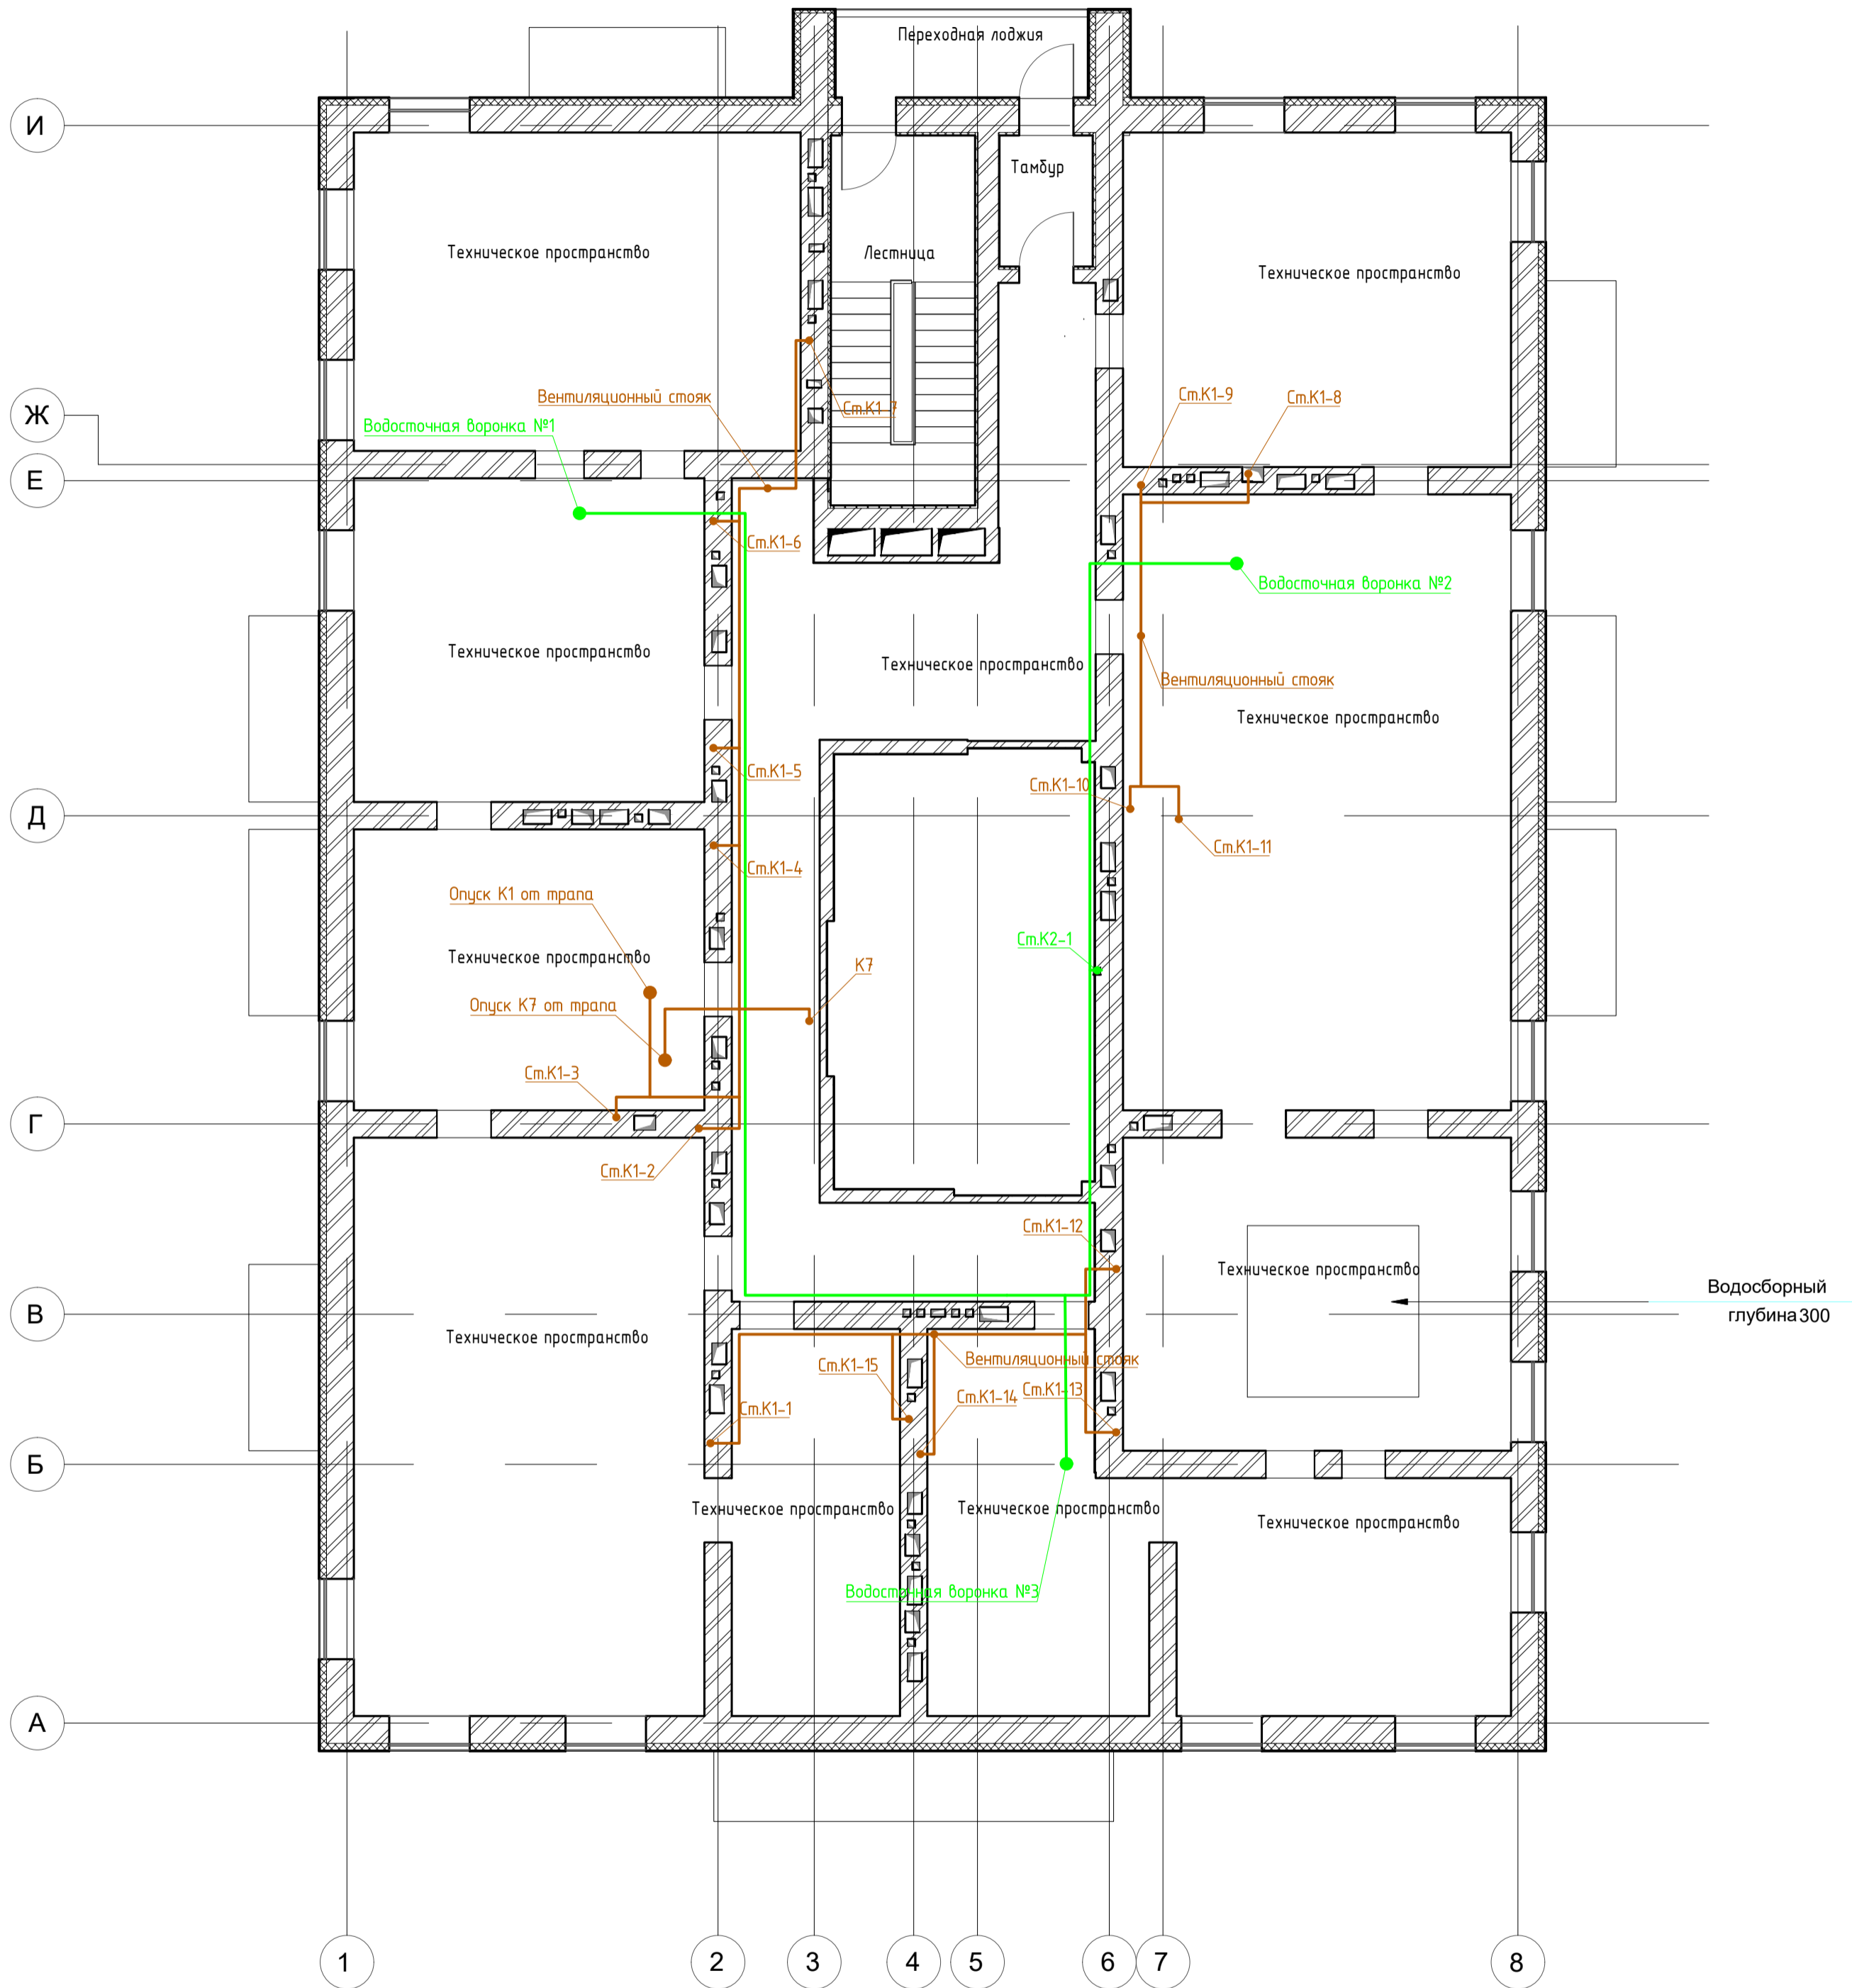 Переходная лоджия
И
Тамбур
Техническое пространство
Лестница
Техническое пространство
Вентиляционный стояк
Ст.К1-9
Ст.К1-8
Ст.К1-7
Ж
Водосточная воронка №1
Е
Ст.К1-6
Водосточная воронка №2
Техническое пространство
Техническое пространство
Вентиляционный стояк
Техническое пространство
Ст.К1-5
Ст.К1-10
Д
Ст.К1-11
Ст.К1-4
Опуск К1 от трапа
Ст.К2-1
Техническое пространство
К7
Опуск К7 от трапа
Ст.К1-3
Г
Ст.К1-2
Ст.К1-12
Техническое пространство
Водосборный
глубина 300
В
Техническое пространство
Вентиляционный стояк
Ст.К1-15
Ст.К1-14
Ст.К1-13
Ст.К1-1
Б
Техническое пространство
Техническое пространство
Техническое пространство
Водосточная воронка №3
А
1
2
3
4
5
6
7
8